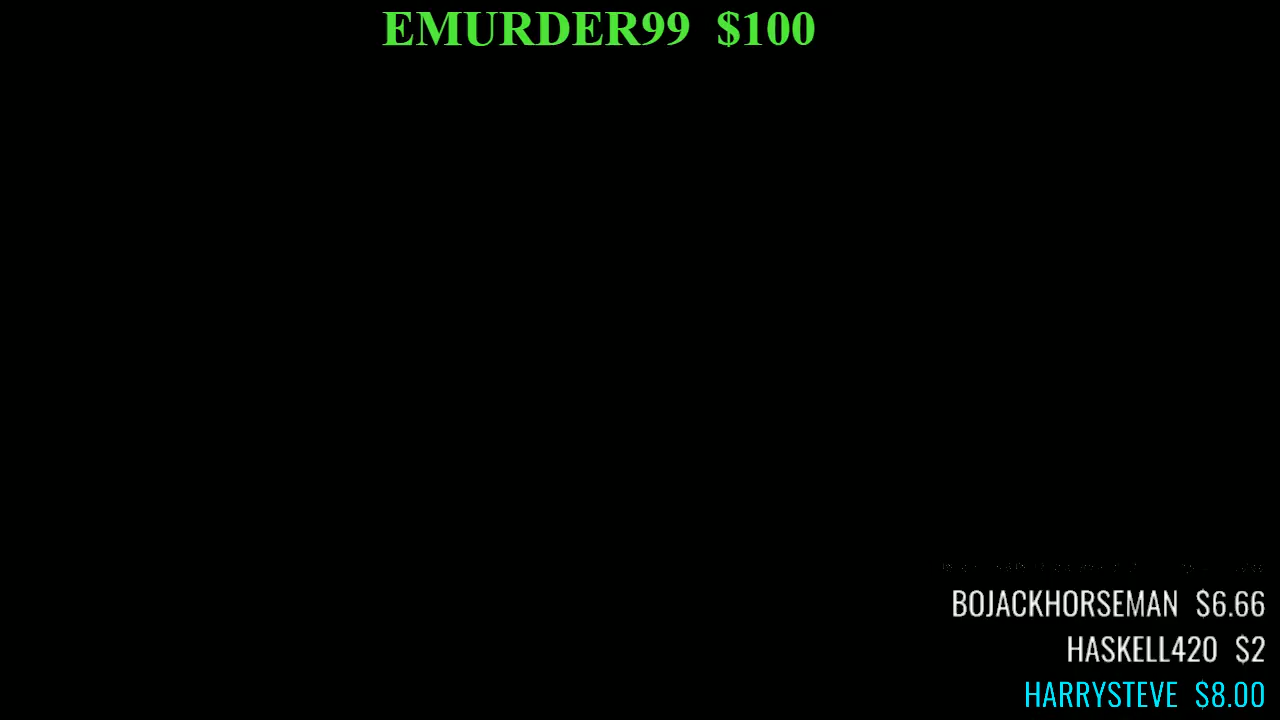 EMURDER99 $100
BOJACKHORSEMAN $6.66
HASKELL420 $2
HARRYSTEVE $8.00